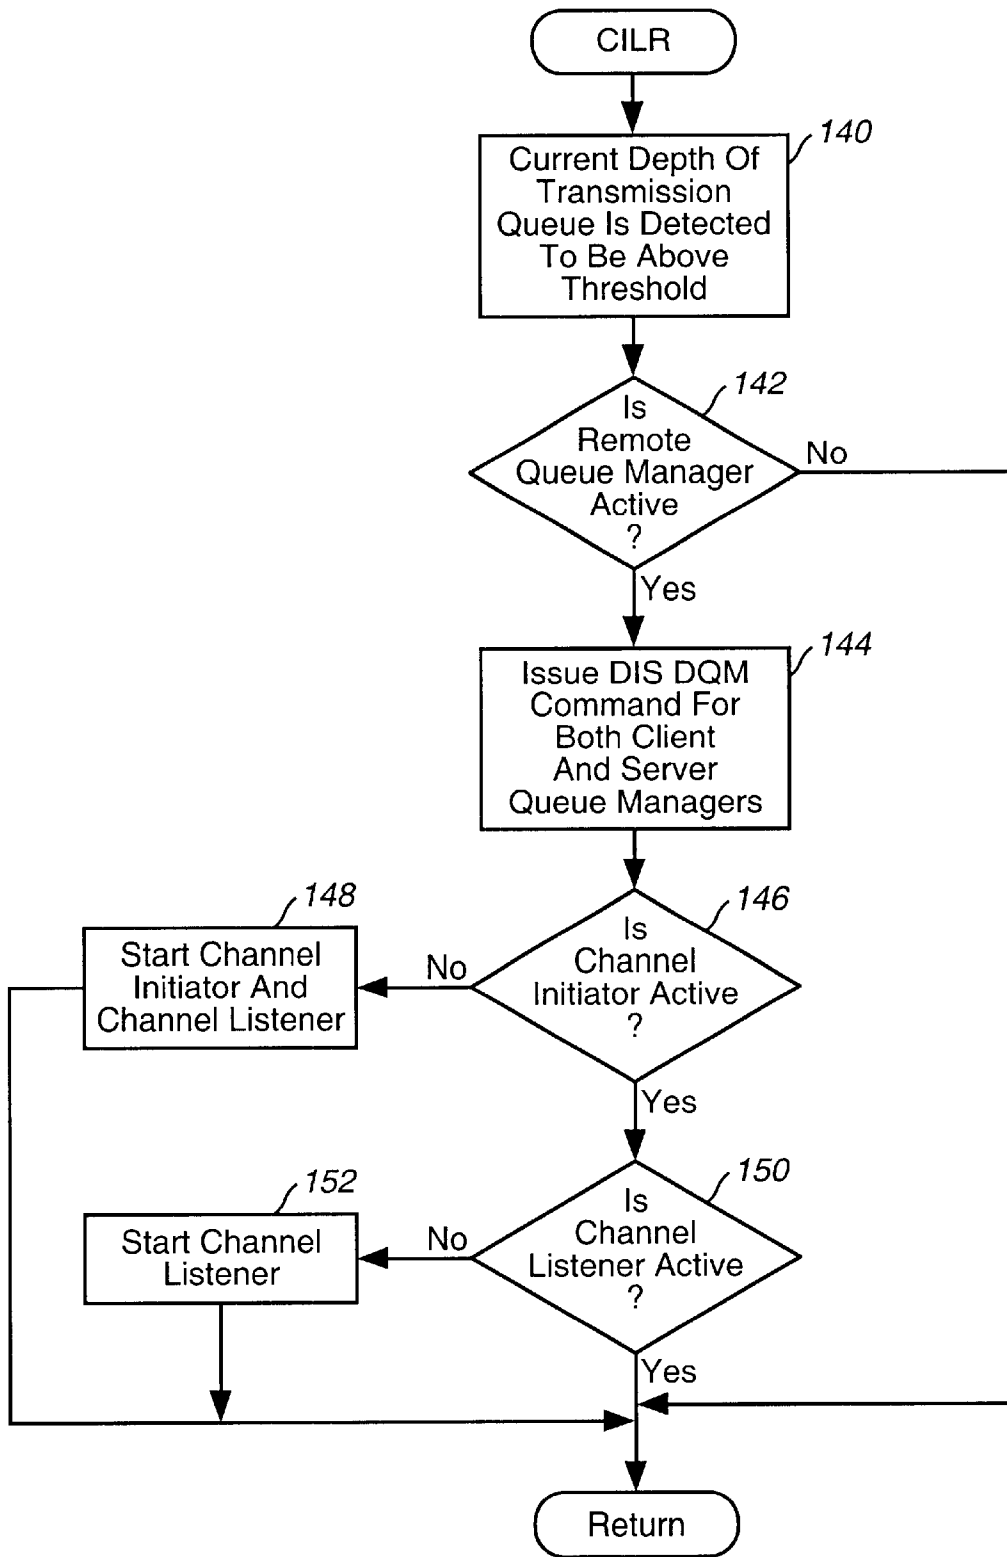 CILR
140
Current Depth Of
Transmission
Queue Is Detected
To Be Above
Threshold
142
Is
Remote
Queue Manager
Active
?
No
Yes
144
Issue DIS DQM
Command For
Both Client
And Server
Queue Managers
146
Is
Channel
Initiator Active
?
No
148
Start Channel
Initiator And
Channel Listener
Yes
150
Is
Channel
Listener Active
?
No
152
Start Channel
Listener
Yes
Return